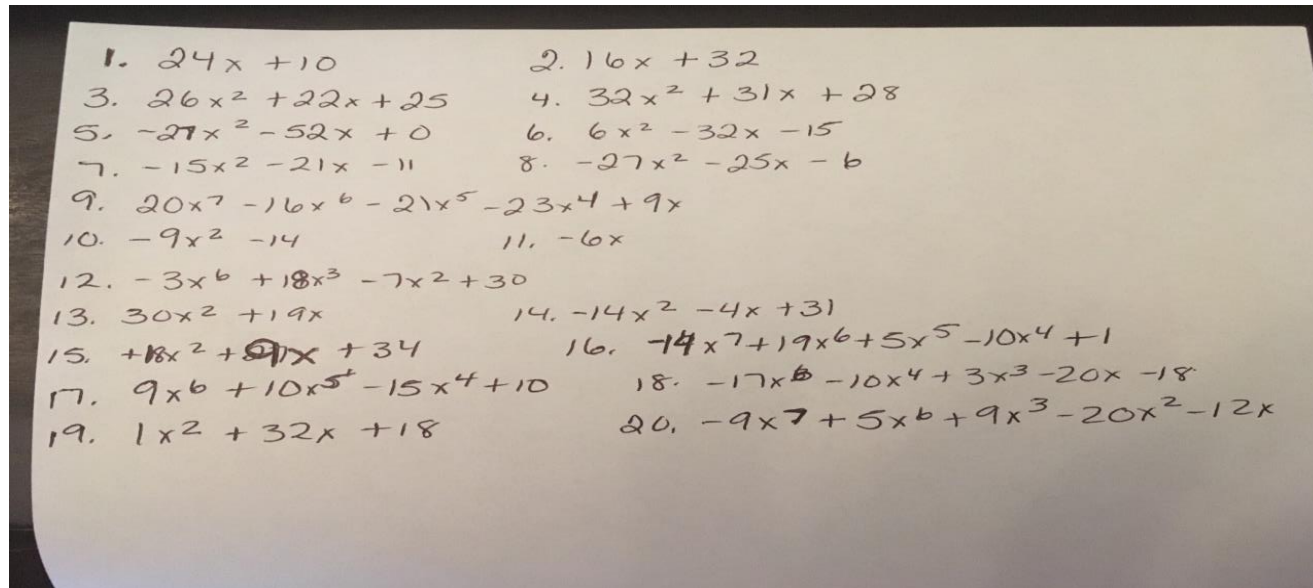 1. 24x + 10 2. 16x + 32
3. 26x² + 22x + 25 4. 32x² + 31x + 28
5. -27x² - 52x + 0 6. 6x² - 32x - 15
7. -15x² - 21x - 11 8. -27x² - 25x - 6
9. 20x⁷ - 16x⁶ - 21x⁵ - 23x⁴ + 9x
10. -9x² - 14 11. -6x
12. -3x⁶ + 18x³ - 7x² + 30
13. 30x² + 19x 14. -14x² - 4x + 31
15. +18x² + + 34 16. -14x⁷ + 19x⁶ + 5x⁵ - 10x⁴ + 1
17. 9x⁶ + 10x⁵ - 15x⁴ + 10 18. -17x⁶ - 10x⁴ + 3x³ - 20x - 18
19. 1x² + 32x + 18 20. -9x⁷ + 5x⁶ + 9x³ - 20x² - 12x